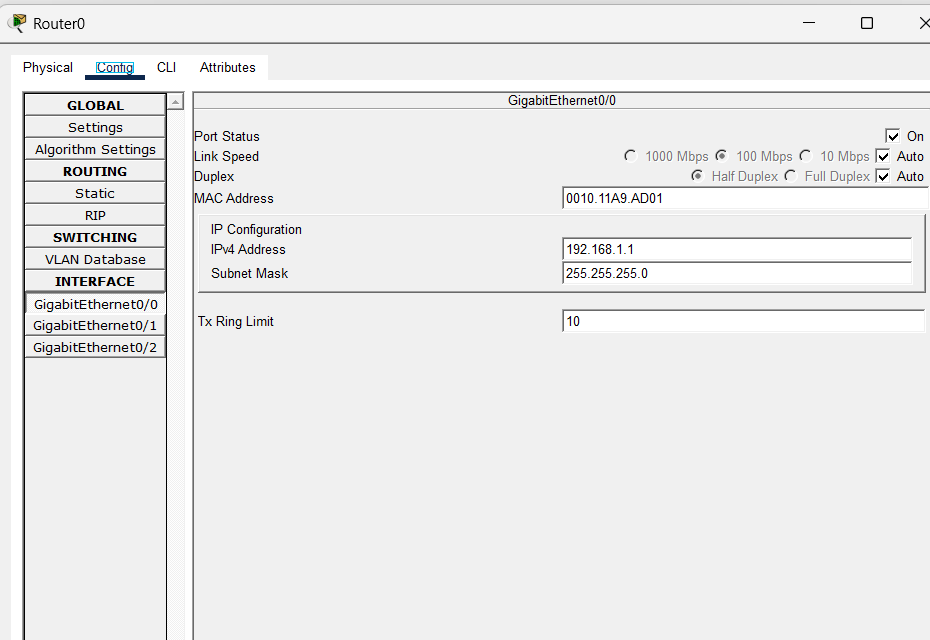 Router0
Physical Config CLI Attributes
GLOBAL
Settings
Algorithm Settings
ROUTING
Static
RIP
SWITCHING
VLAN Database
INTERFACE
GigabitEthernet0/0
GigabitEthernet0/1
GigabitEthernet0/2
GigabitEthernet0/0
Port Status On
Link Speed 1000 Mbps 100 Mbps 10 Mbps Auto
Duplex Half Duplex Full Duplex Auto
MAC Address 0010.11A9.AD01
IP Configuration
IPv4 Address 192.168.1.1
Subnet Mask 255.255.255.0
Tx Ring Limit 10